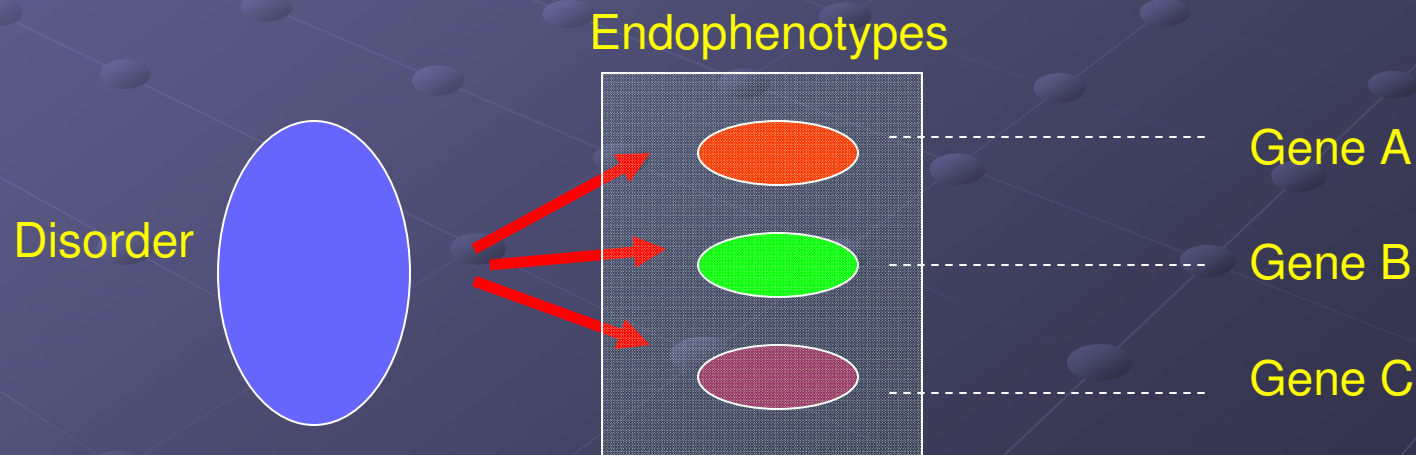 Endophenotypes
Gene A
Disorder
Gene B
Gene C